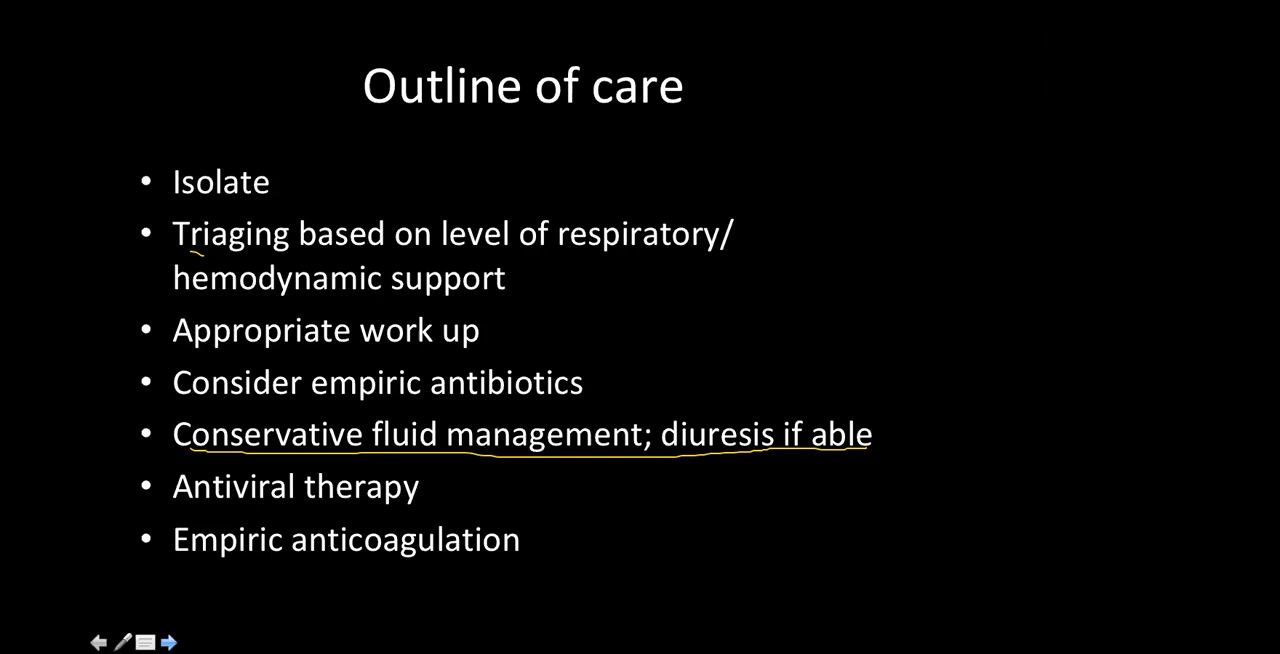 Outline of care
• Isolate
• Triaging based on level of respiratory/
hemodynamic support
• Appropriate work up
• Consider empiric antibiotics
• Conservative fluid management; diuresis if able
• Antiviral therapy
• Empiric anticoagulation